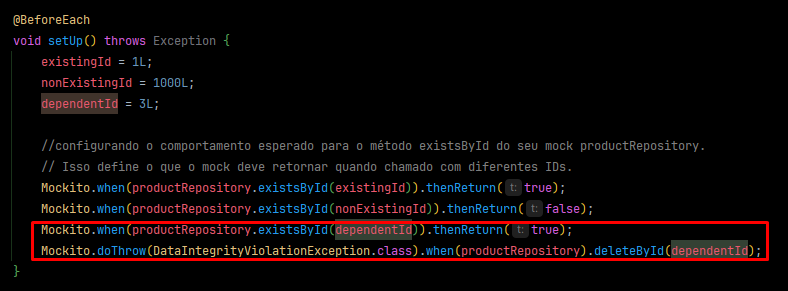 @BeforeEach
void setUp() throws Exception {
existingId = 1L;
nonExistingId = 1000L;
dependentId = 3L;
//configurando o comportamento esperado para o método existsById do seu mock productRepository.
// Isso define o que o mock deve retornar quando chamado com diferentes IDs.
Mockito.when(productRepository.existsById(existingId)).thenReturn( t: true);
Mockito.when(productRepository.existsById(nonExistingId)).thenReturn( t: false);
Mockito.when(productRepository.existsById(dependentId)).thenReturn( t: true);
Mockito.doThrow(DataIntegrityViolationException.class).when(productRepository).deleteById(dependentId);
}